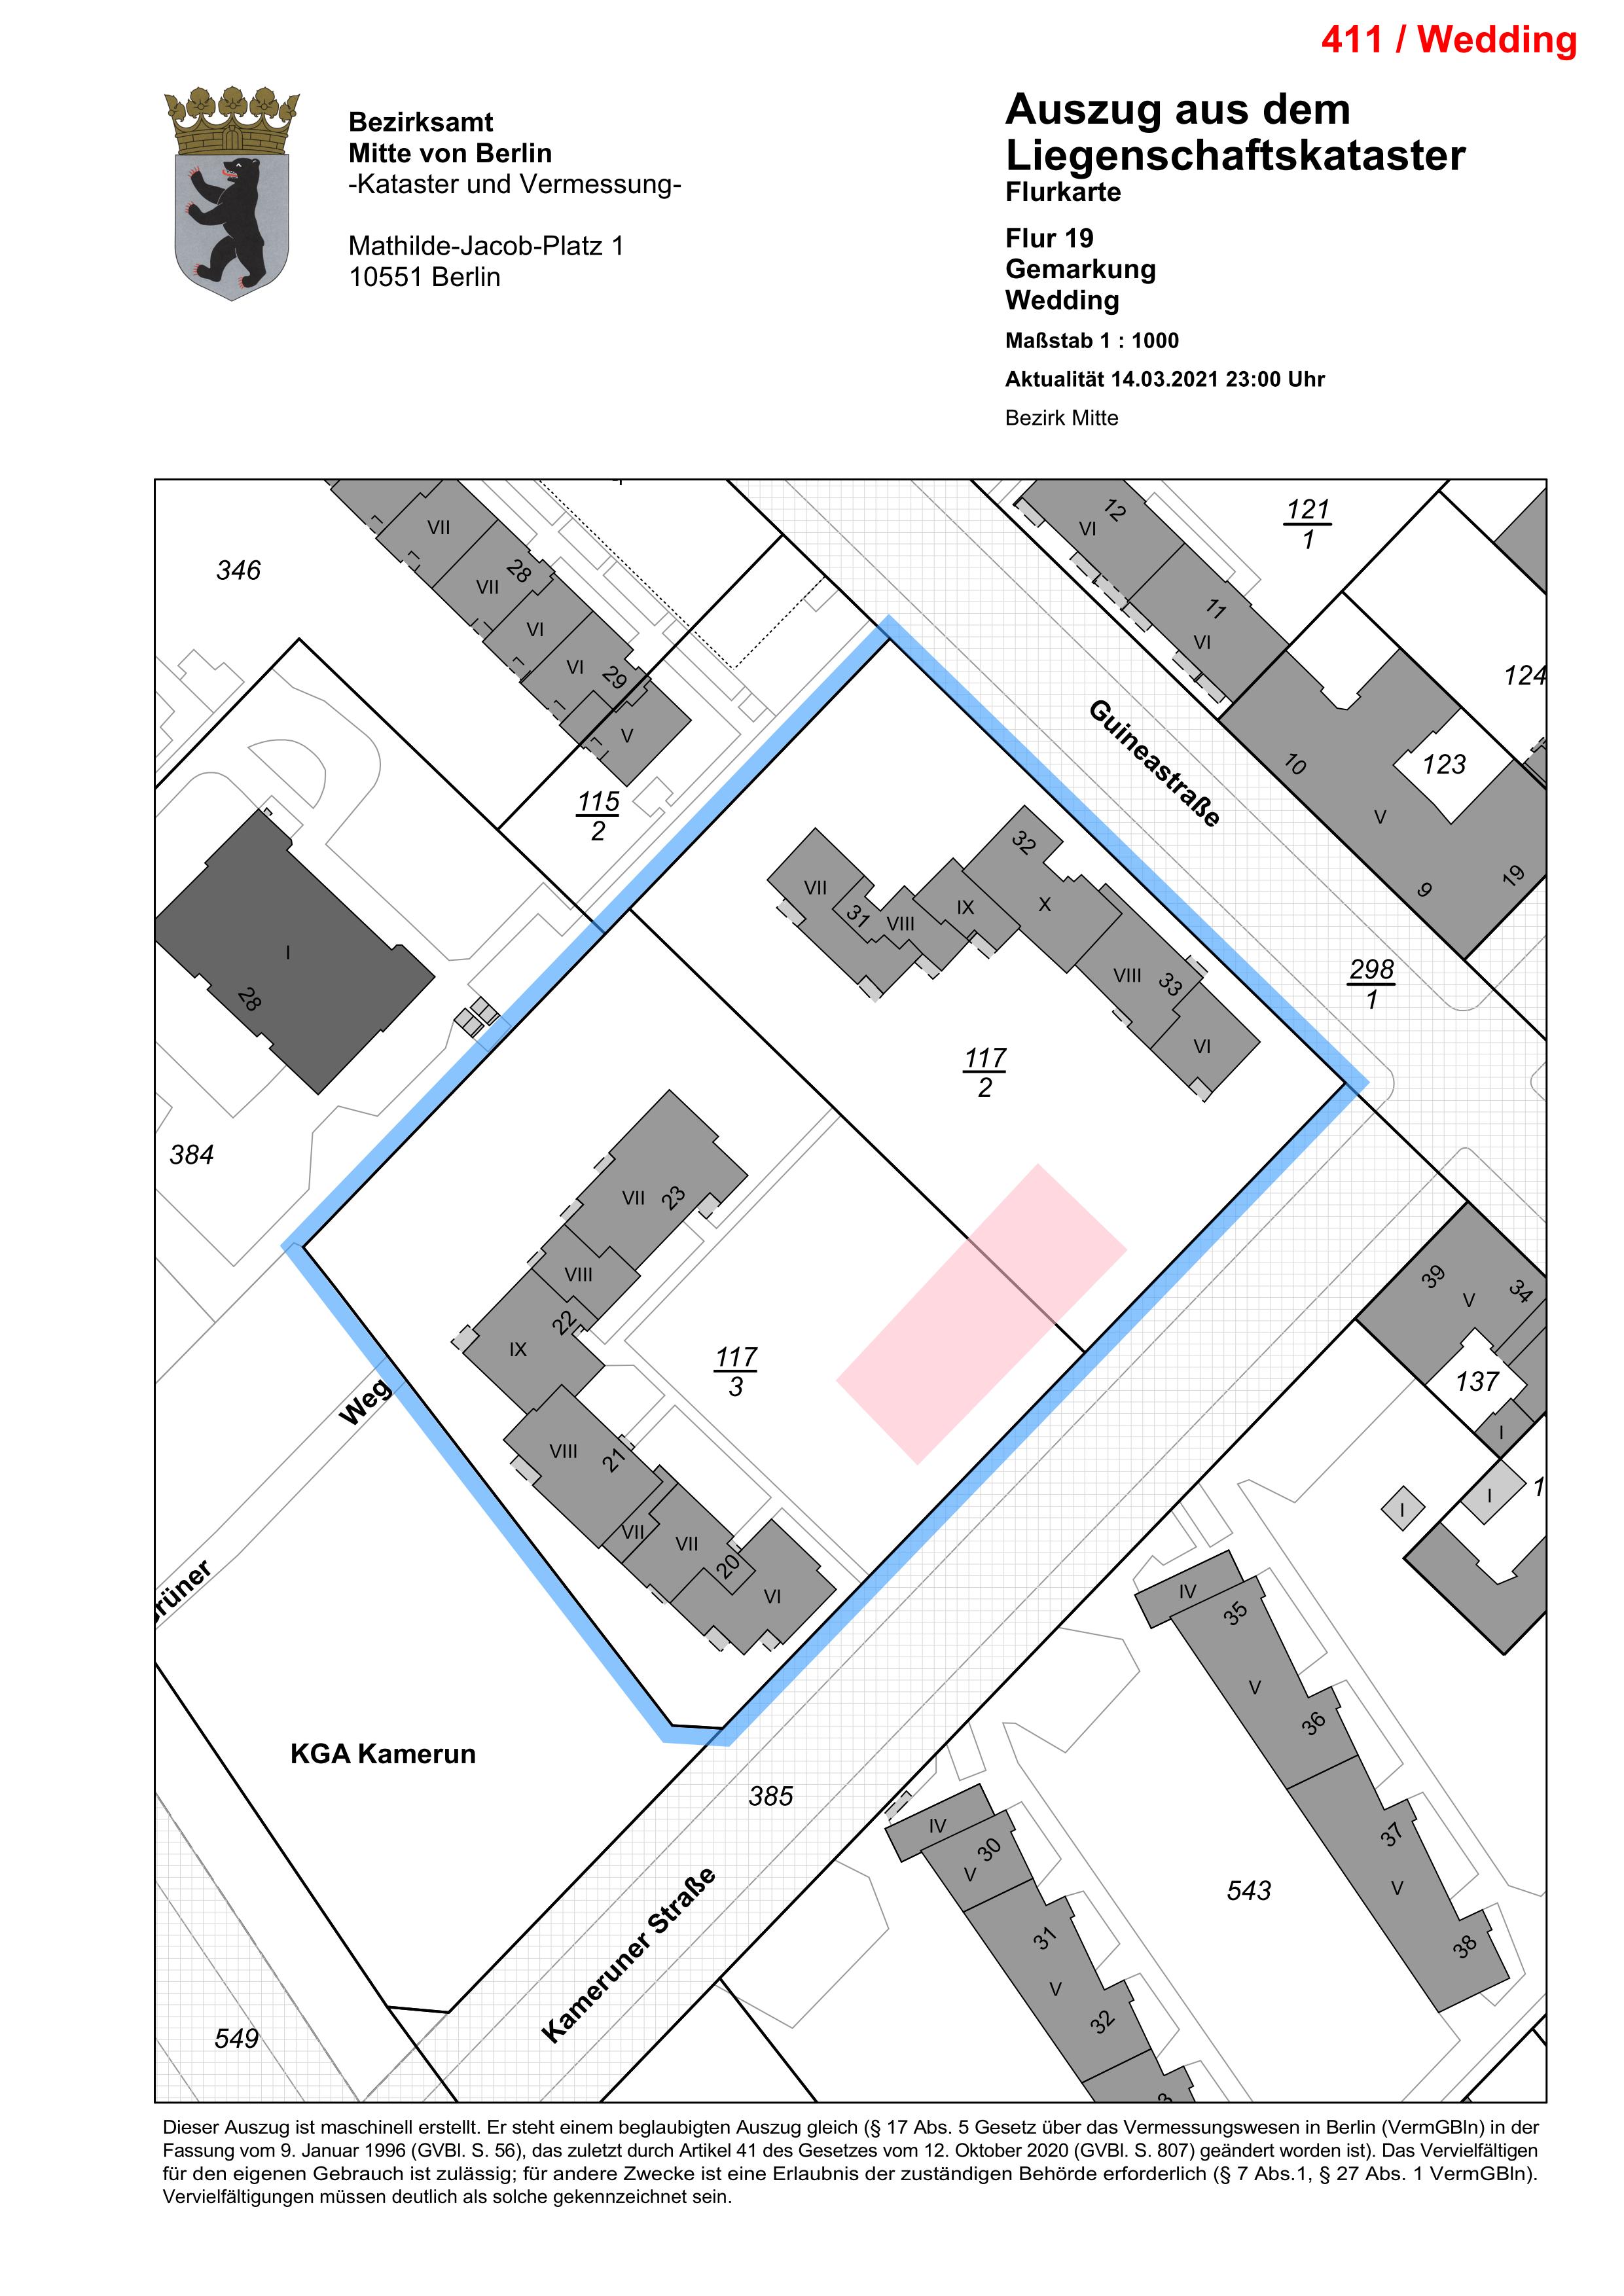 411 / Wedding
Bezirksamt
Mitte von Berlin
-Kataster und Vermessung-
Mathilde-Jacob-Platz 1
10551 Berlin
Auszug aus dem
Liegenschaftskataster
Flurkarte
Flur 19
Gemarkung
Wedding
Maßstab 1 : 1000
Aktualität 14.03.2021 23:00 Uhr
Bezirk Mitte
346
VII
VII
28
VI
VI
29
V
115
2
12
VI
11
VI
121
1
124
10
123
V
9
19
Guineastraße
298
1
I
28
384
VII
31
VIII
IX
32
X
VIII
33
VI
117
2
VII
23
VIII
22
IX
VIII
21
VII
VII
20
VI
117
3
Weg
rüner
KGA Kamerun
385
Kameruner Straße
549
39
V
34
137
I
I
I
1
IV
35
V
36
37
V
38
IV
30
V
31
V
32
543
Dieser Auszug ist maschinell erstellt. Er steht einem beglaubigten Auszug gleich (§ 17 Abs. 5 Gesetz über das Vermessungswesen in Berlin (VermGBln) in der
Fassung vom 9. Januar 1996 (GVBl. S. 56), das zuletzt durch Artikel 41 des Gesetzes vom 12. Oktober 2020 (GVBl. S. 807) geändert worden ist). Das Vervielfältigen
für den eigenen Gebrauch ist zulässig; für andere Zwecke ist eine Erlaubnis der zuständigen Behörde erforderlich (§ 7 Abs.1, § 27 Abs. 1 VermGBln).
Vervielfältigungen müssen deutlich als solche gekennzeichnet sein.